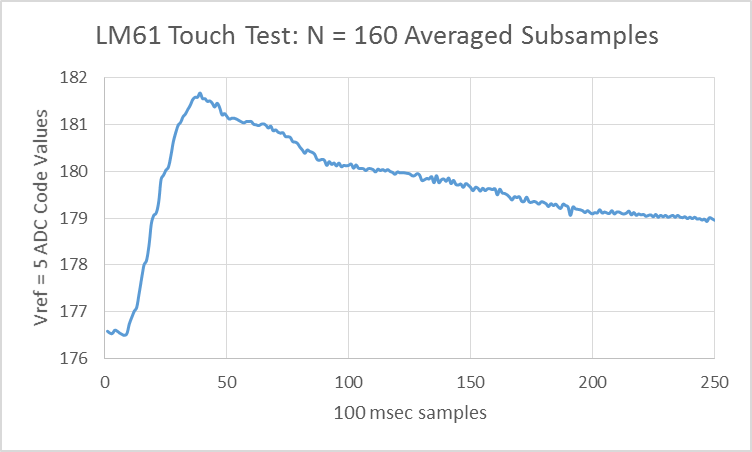 LM61 Touch Test: N = 160 Averaged Subsamples
Vref = 5 ADC Code Values
182
181
180
179
178
177
176
0 50 100 150 200 250
100 msec samples